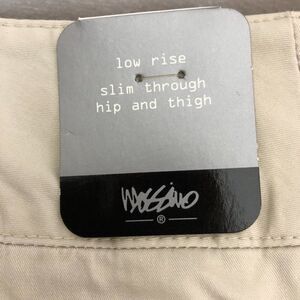 low rise
slim through
hip and thigh
mossimo
®